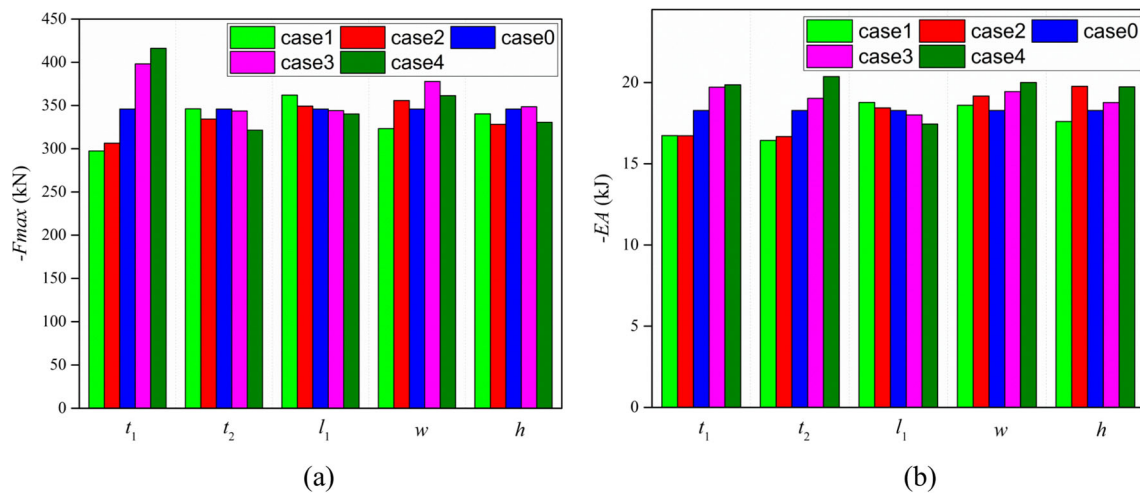 450
400
350
300
250
200
150
100
50
0
-Fmax (kN)
case1 case2 case0
case3 case4
t₁ t₂ l₁ w h
(a)
20
15
10
5
0
-EA (kJ)
case1 case2 case0
case3 case4
t₁ t₂ l₁ w h
(b)